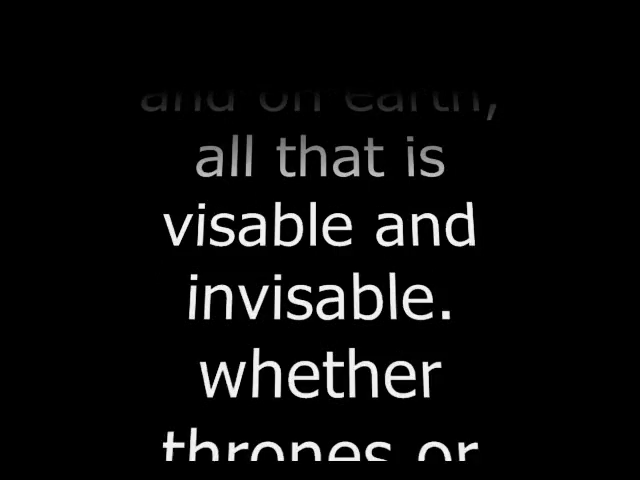 and on earth,
all that is
visable and
invisable.
whether
thrones or